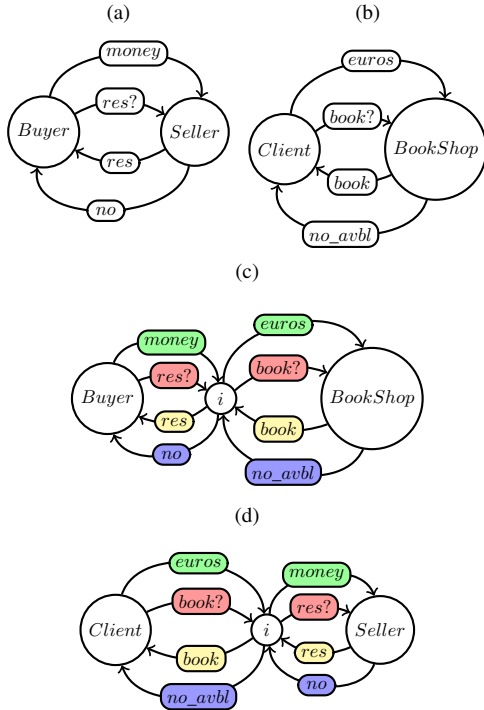 (a)
money
res?
Buyer
Seller
res
no
(b)
euros
book?
Client
BookShop
book
no_avbl
(c)
money
euros
res?
book?
Buyer
i
BookShop
res
book
no
no_avbl
(d)
euros
money
book?
res?
Client
i
Seller
book
res
no_avbl
no